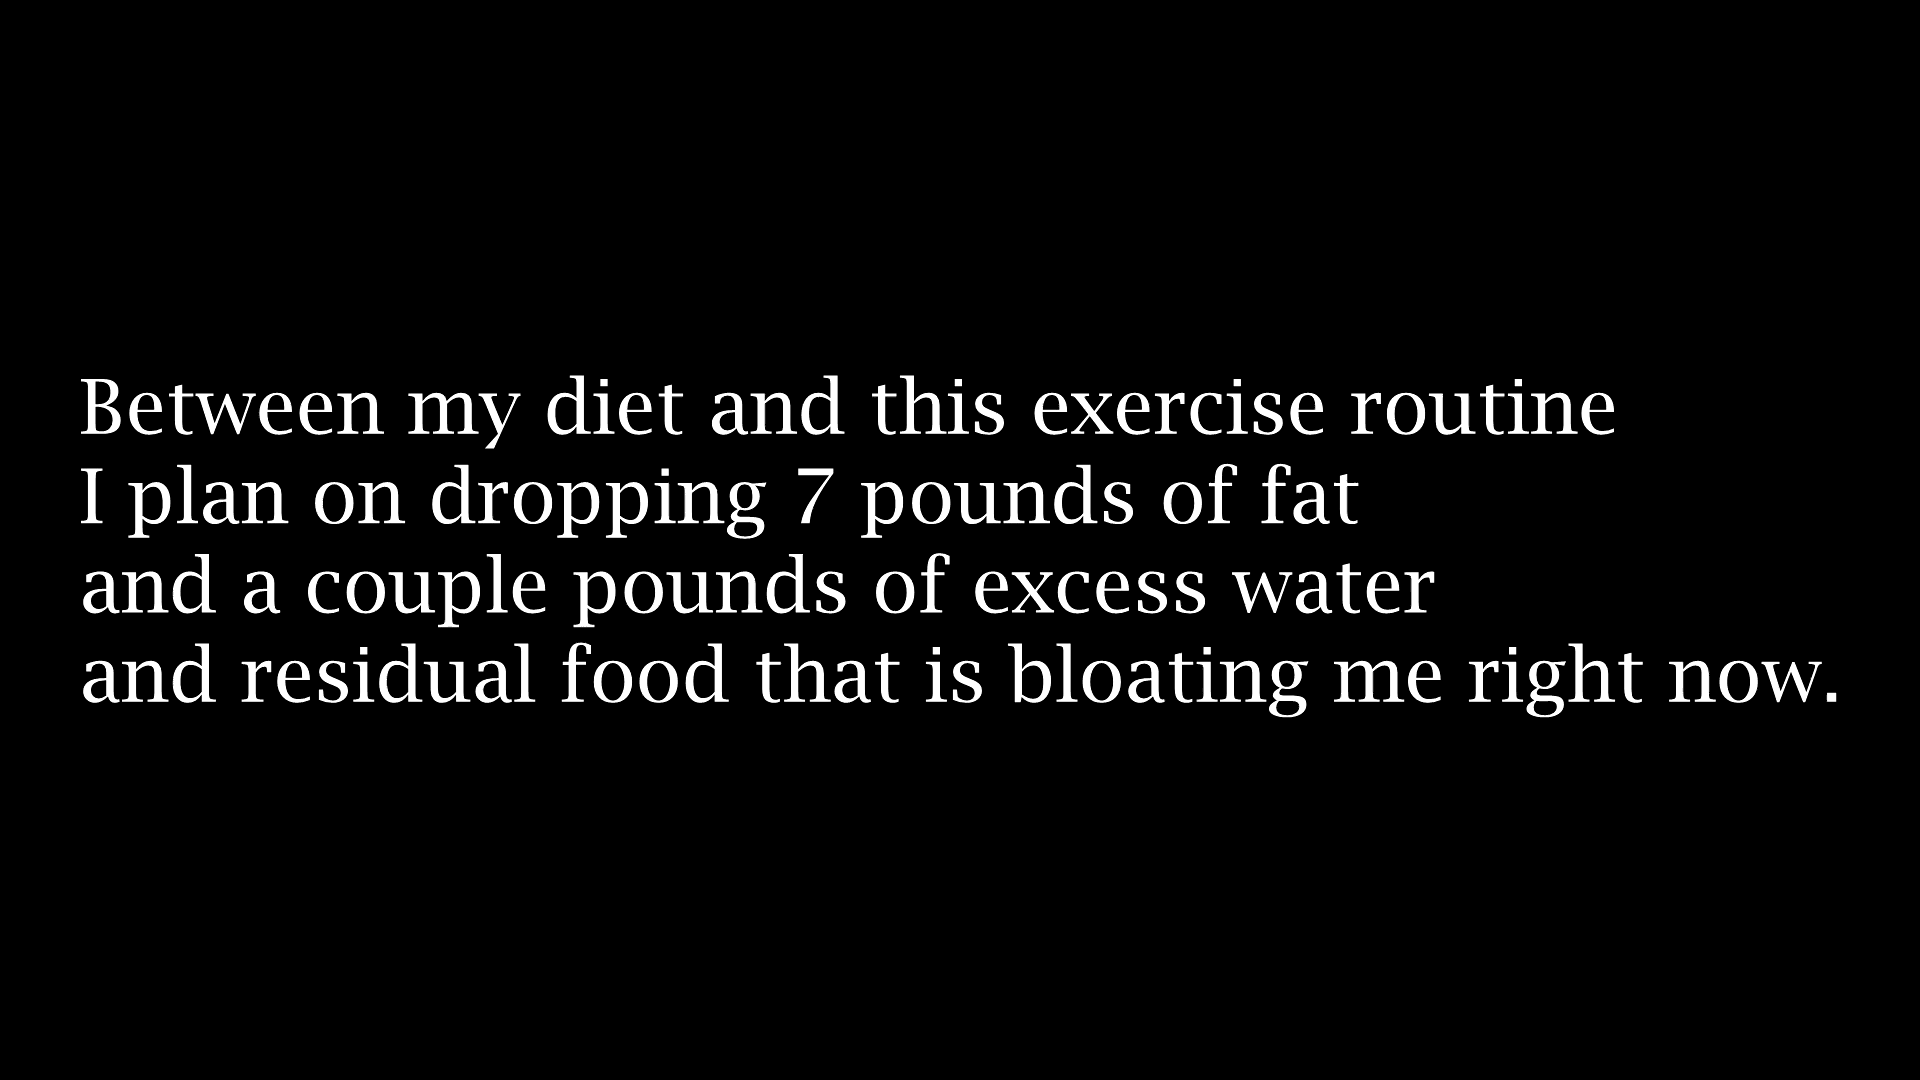 Between my diet and this exercise routine
I plan on dropping 7 pounds of fat
and a couple pounds of excess water
and residual food that is bloating me right now.